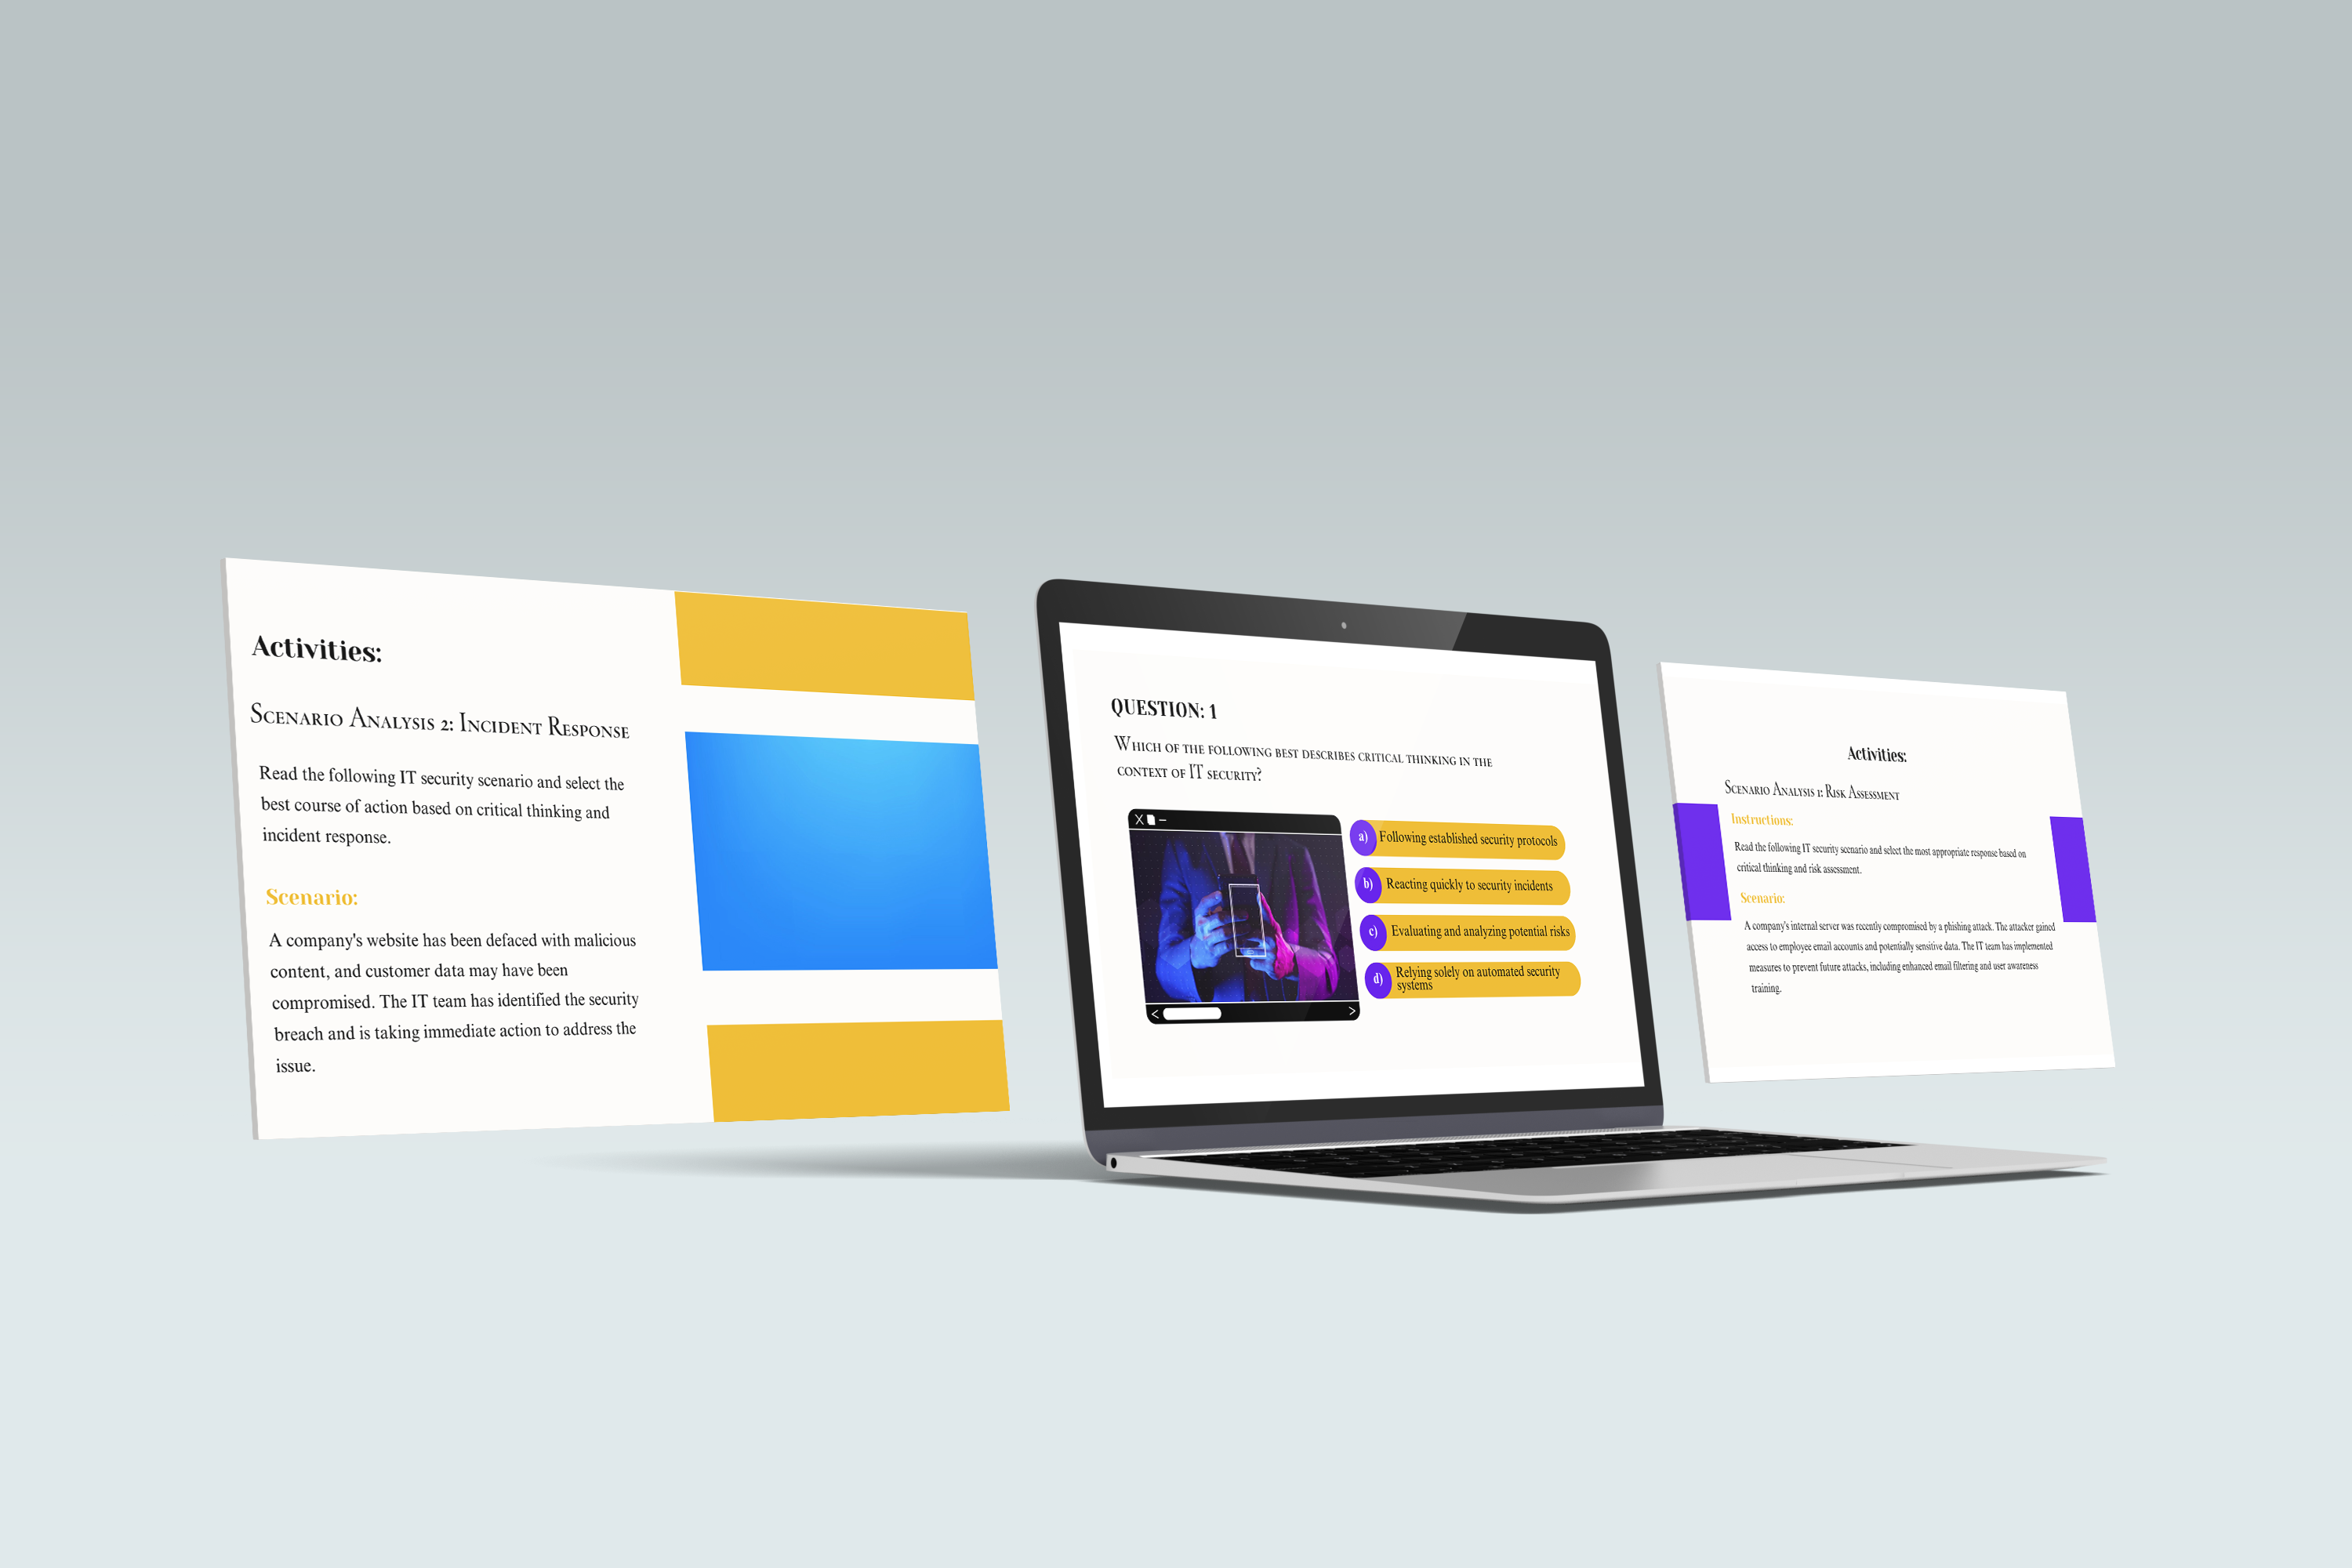 Activities:
Scenario Analysis 2: Incident Response
Read the following IT security scenario and select the
best course of action based on critical thinking and
incident response.
Scenario:
A company's website has been defaced with malicious
content, and customer data may have been
compromised. The IT team has identified the security
breach and is taking immediate action to address the
issue.
QUESTION: 1
Which of the following best describes critical thinking in the
context of IT security?
a) Following established security protocols
b) Reacting quickly to security incidents
c) Evaluating and analyzing potential risks
d) Relying solely on automated security
systems
Activities:
Scenario Analysis 1: Risk Assessment
Instructions:
Read the following IT security scenario and select the most appropriate response based on
critical thinking and risk assessment.
Scenario:
A company's internal server was recently compromised by a phishing attack. The attacker gained
access to employee email accounts and potentially sensitive data. The IT team has implemented
measures to prevent future attacks, including enhanced email filtering and user awareness
training.